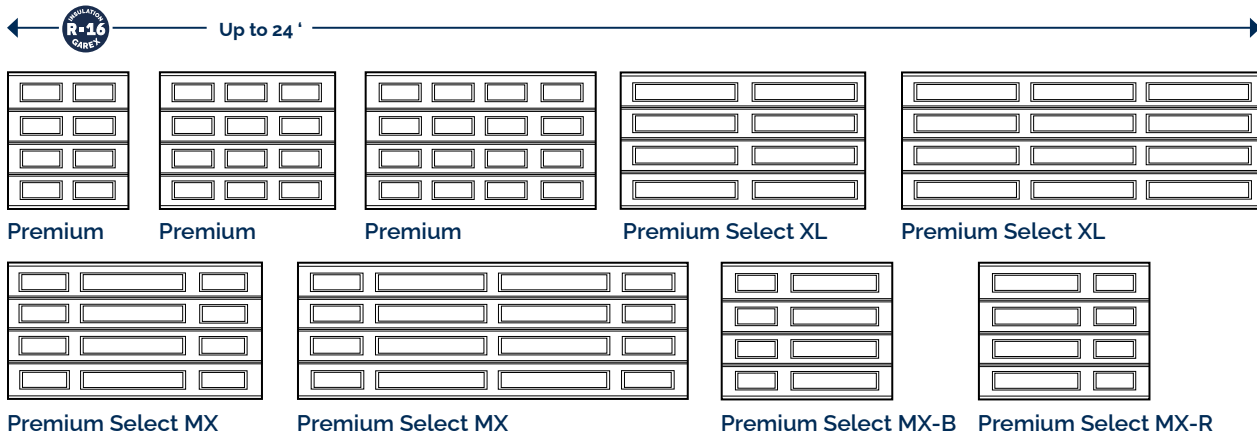 INSULATION
R-16
GAREX
Up to 24 '
Premium
Premium
Premium
Premium Select XL
Premium Select XL
Premium Select MX
Premium Select MX
Premium Select MX-B
Premium Select MX-R